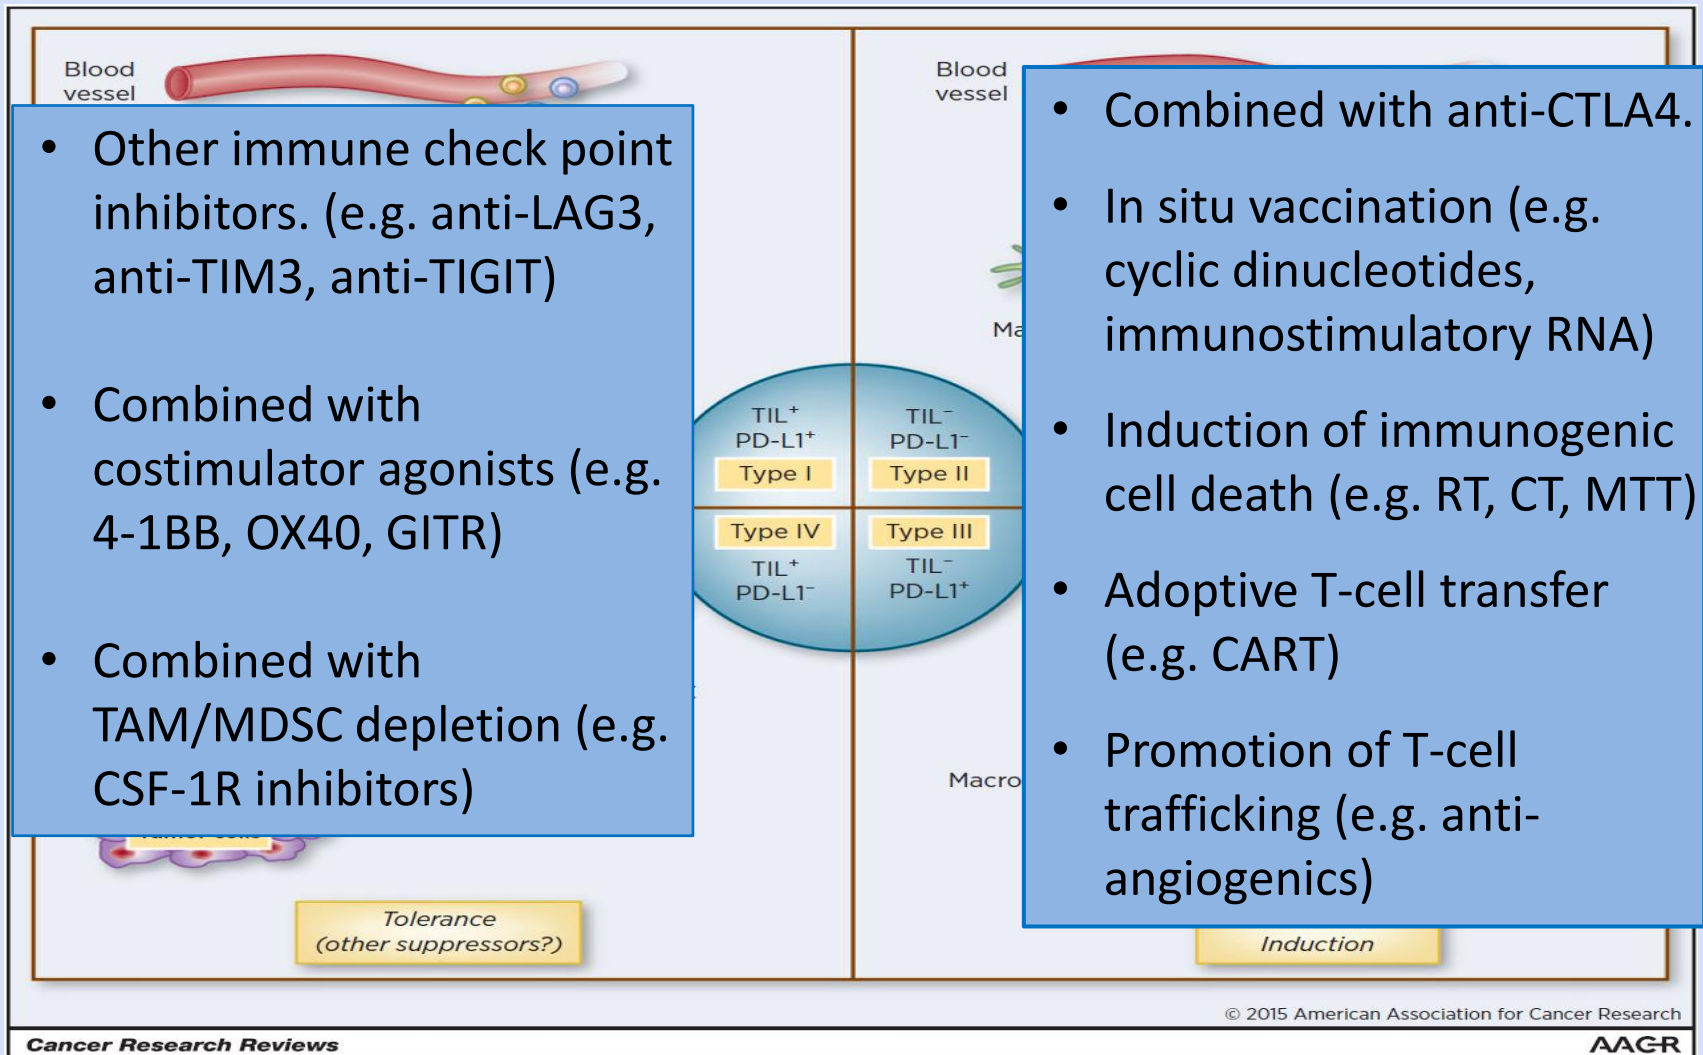 Blood
vessel
• Other immune check point
inhibitors. (e.g. anti-LAG3,
anti-TIM3, anti-TIGIT)
• Combined with
costimulator agonists (e.g.
4-1BB, OX40, GITR)
• Combined with
TAM/MDSC depletion (e.g.
CSF-1R inhibitors)
Tolerance
(other suppressors?)
TIL⁺
PD-L1⁺
Type I
TIL⁻
PD-L1⁻
Type II
Type IV
TIL⁺
PD-L1⁻
Type III
TIL⁻
PD-L1⁺
Blood
vessel
Ma
Macro
• Combined with anti-CTLA4.
• In situ vaccination (e.g.
cyclic dinucleotides,
immunostimulatory RNA)
• Induction of immunogenic
cell death (e.g. RT, CT, MTT)
• Adoptive T-cell transfer
(e.g. CART)
• Promotion of T-cell
trafficking (e.g. anti-
angiogenics)
Induction
© 2015 American Association for Cancer Research
Cancer Research Reviews
AACR